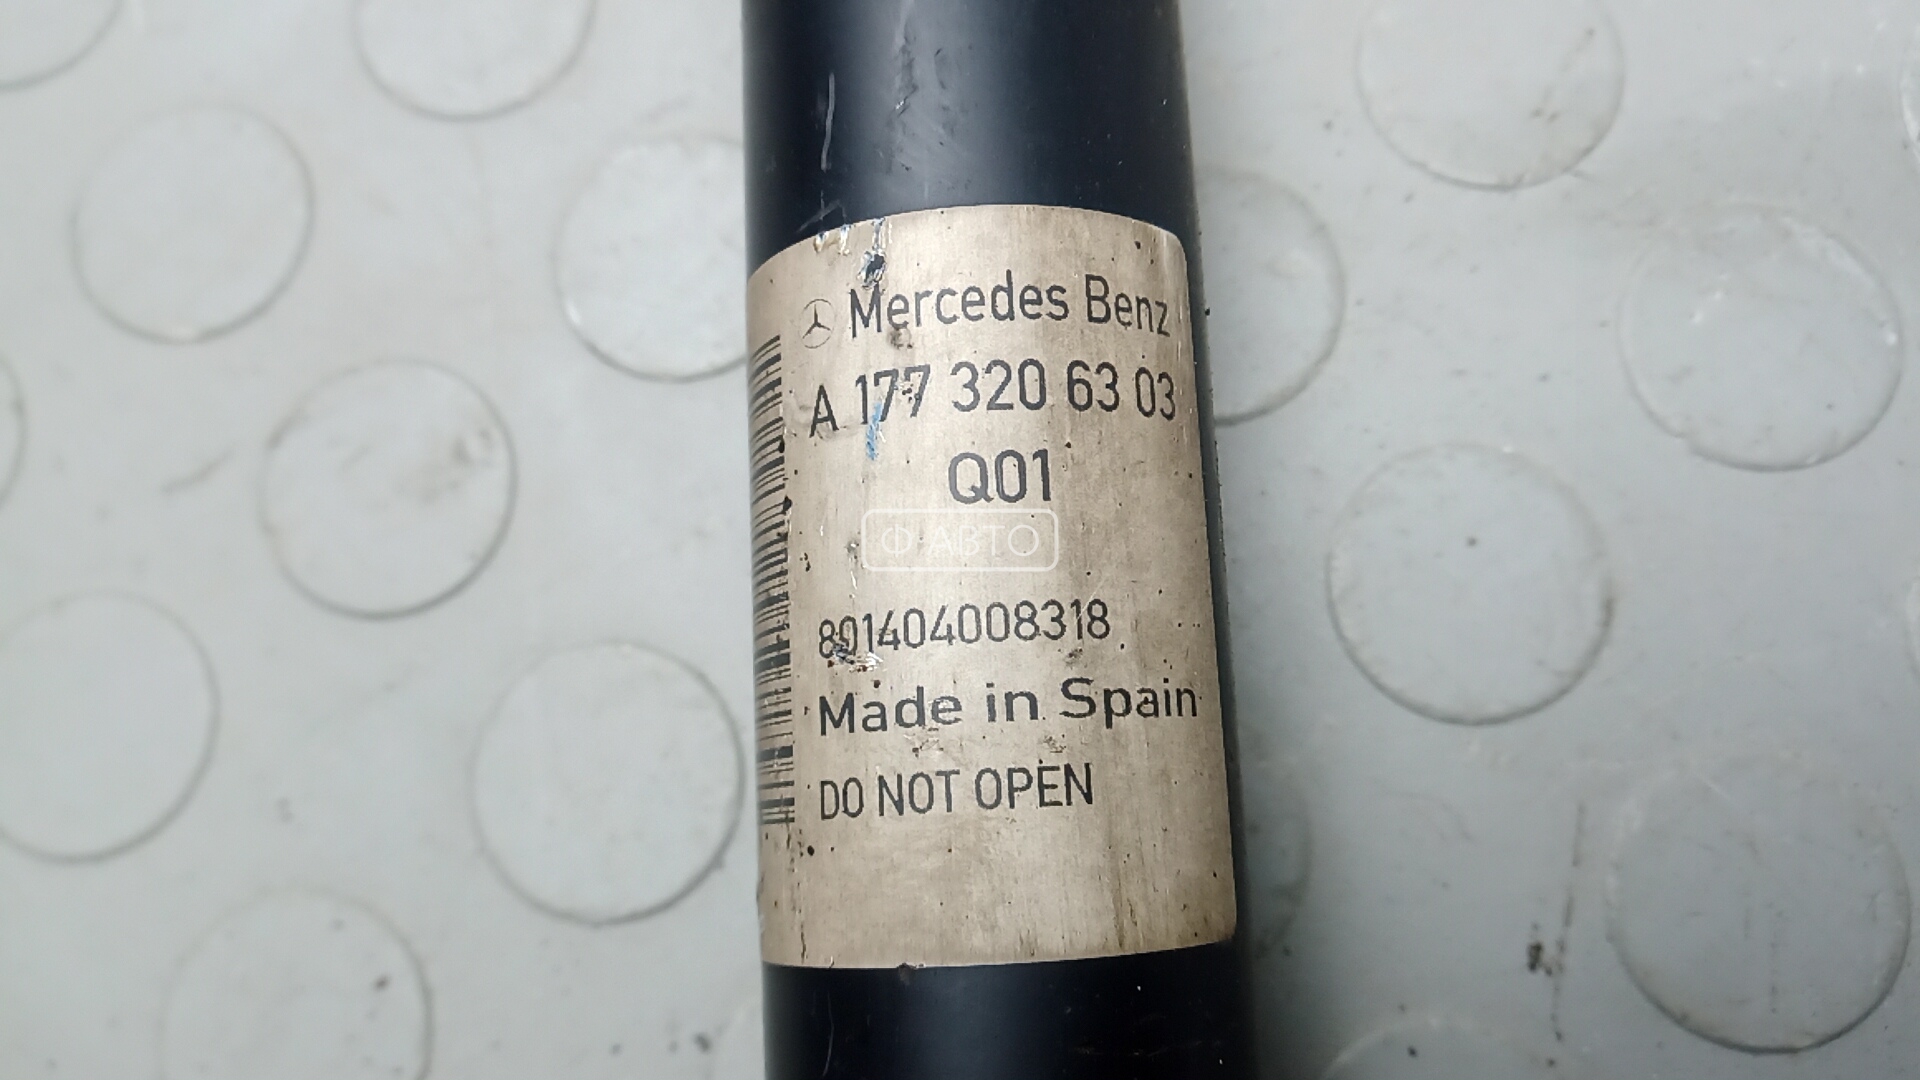 Mercedes Benz
A 177 320 63 03
Q01
Ф АВТО
801404008318
Made in Spain
DO NOT OPEN